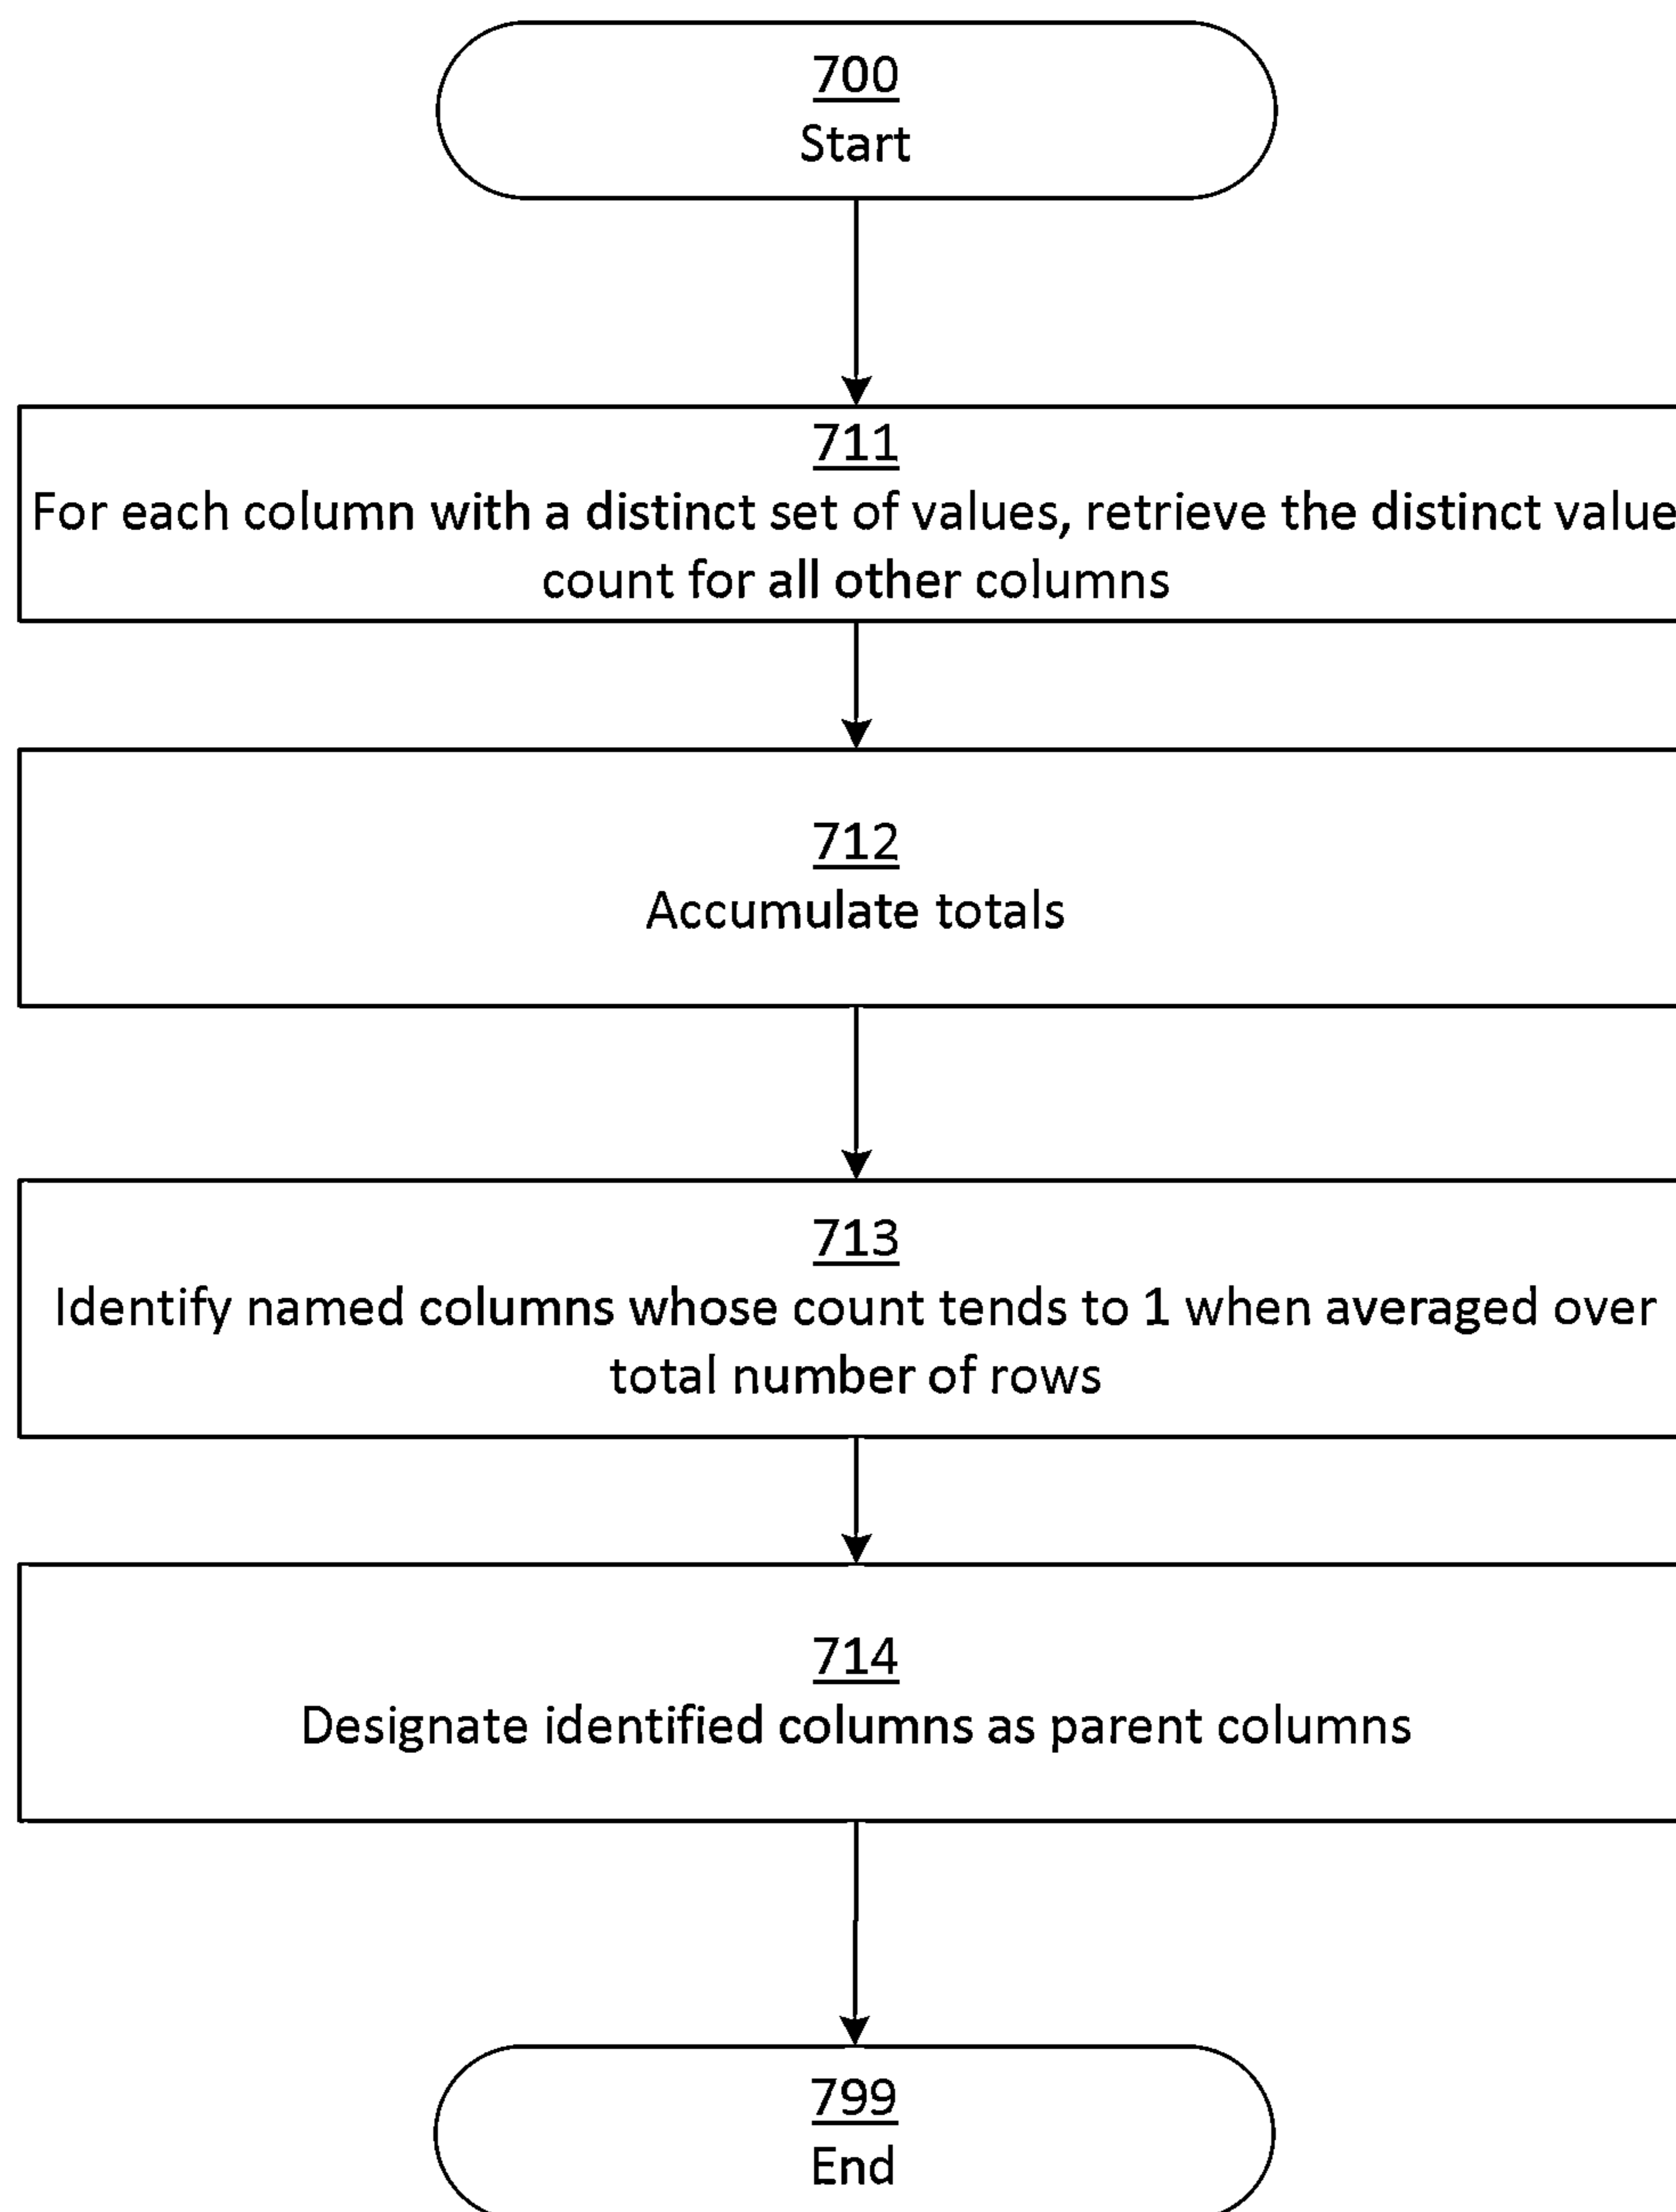 700
Start
711
For each column with a distinct set of values, retrieve the distinct value
count for all other columns
712
Accumulate totals
713
Identify named columns whose count tends to 1 when averaged over
total number of rows
714
Designate identified columns as parent columns
799
End